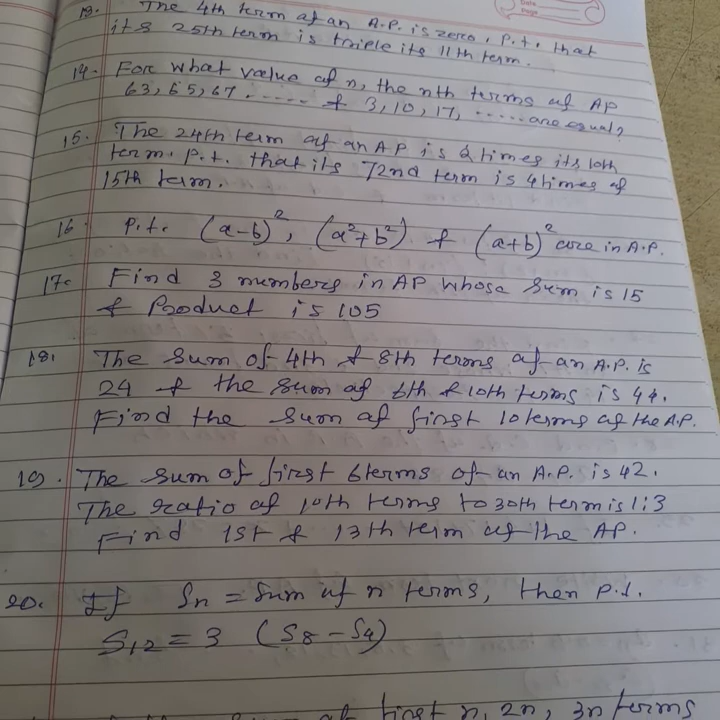 Date
Page
13. The 4th term of an A.P. is zero, P.t. that
its 25th term is triple its 11th term.
14. For what value of n, the nth terms of AP
63, 65, 67 ...... & 3, 10, 17, ...... are equal?
15. The 24th term of an AP is 2 times its 10th
term. P.t. that its 72nd term is 4 times of
15th term.
16 P.t. (a-b)², (a²+b²) & (a+b)² are in A.P.
17. Find 3 numbers in AP whose sum is 15
& Product is 105
18. The sum of 4th & 8th terms of an A.P. is
24 & the sum of 6th & 10th terms is 44.
Find the sum of first 10 terms of the A.P.
19. The sum of first 6 terms of an A.P. is 42.
The ratio of 10th terms to 30th term is 1:3
Find 1st & 13th term of the AP.
20. If Sn = sum of n terms, then P.t.
S₁₂ = 3 (S₈ - S₄)
of first n, 2n, 3n terms